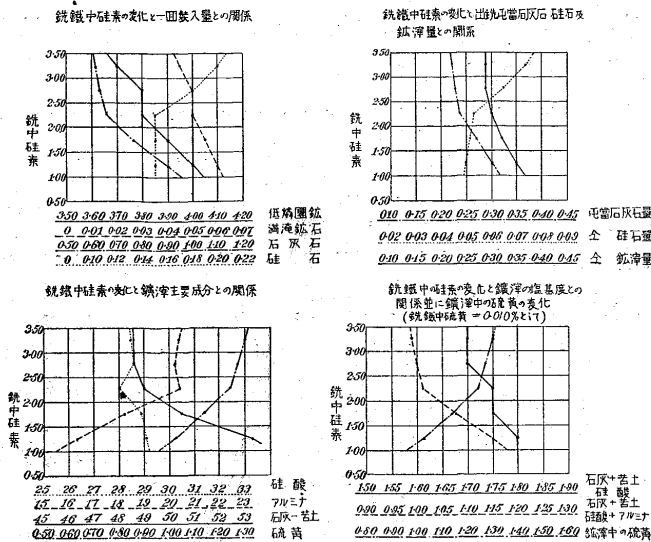 銑鐵中硅素の変化と一回装入量との関係
銑中硅素
3.50
3.00
2.50
2.00
1.50
1.00
0.50
3.50 3.60 3.70 3.80 3.90 4.00 4.10 4.20 低燐團鉱
0 0.01 0.02 0.03 0.04 0.05 0.06 0.07 満俺鉱石
0.50 0.60 0.70 0.80 0.90 1.00 1.10 1.20 石灰石
0 0.10 0.12 0.14 0.16 0.18 0.20 0.22 硅石
銑鐵中硅素の変化と出銑屯當石灰石硅石及
鉱滓量との関係
銑中硅素
3.50
3.00
2.50
2.00
1.50
1.00
0.50
0.10 0.15 0.20 0.25 0.30 0.35 0.40 0.45 屯當石灰石量
0.02 0.03 0.04 0.05 0.06 0.07 0.08 0.09 仝 硅石量
0.10 0.15 0.20 0.25 0.30 0.35 0.40 0.45 仝 鉱滓量
銑鐵中硅素の変化と鑛滓主要成分との関係
銑中硅素
3.50
3.00
2.50
2.00
1.50
1.00
0.50
25 26 27 28 29 30 31 32 33 硅酸
15 16 17 18 19 20 21 22 23 アルミナ
45 46 47 48 49 50 51 52 53 石灰+苦土
0.50 0.60 0.70 0.80 0.90 1.00 1.10 1.20 1.30 硫黄
銑鐵中の硅素の変化と鑛滓の塩基度との
関係並に鑛滓中の硫黄の変化
(銑鐵中硫黄=0.010%として)
銑中硅素
3.50
3.00
2.50
2.00
1.50
1.00
0.50
1.50 1.55 1.60 1.65 1.70 1.75 1.80 1.85 1.90 石灰+苦土
硅酸
0.90 0.95 1.00 1.05 1.10 1.15 1.20 1.25 1.30 石灰+苦土
硅酸+アルミナ
0.80 0.90 1.00 1.10 1.20 1.30 1.40 1.50 1.60 鉱滓中の硫黄